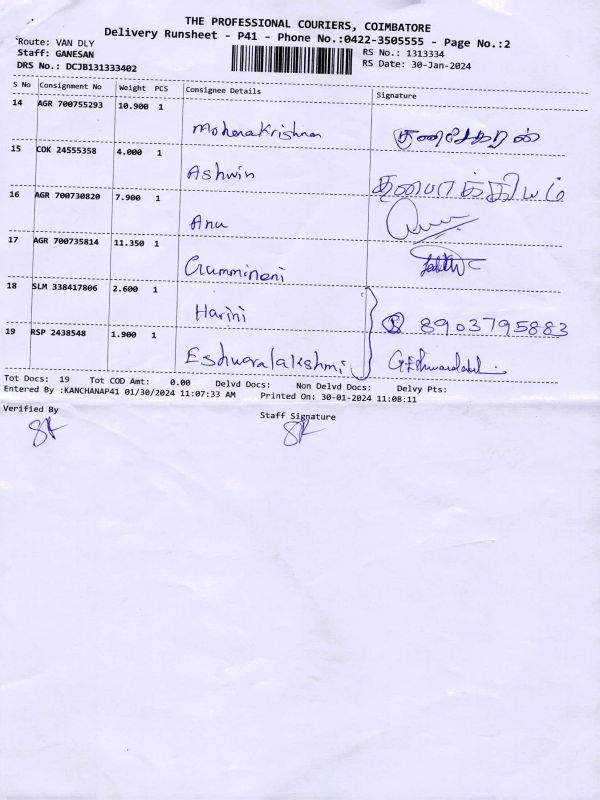 THE PROFESSIONAL COURIERS, COIMBATORE
Delivery Runsheet - P41 - Phone No.:0422-3505555 - Page No.:2
Route: VAN DLY
RS No.: 1313334
Staff: GANESAN
RS Date: 30-Jan-2024
DRS No.: DCJB131333402
S No Consignment No Weight PCS Consignee Details Signature
14 AGR 700755293 10.900 1
Mohanakrishnan குணசேகரன்
15 COK 24555358 4.000 1
Ashwin
16 AGR 700730820 7.900 1
Anu
17 AGR 700735814 11.350 1
18 SLM 338417806 2.600 1
Harini 8903795883
19 RSP 2438548 1.900 1
Eshwaralakshmi
Tot Docs: 19 Tot COD Amt: 0.00 Delvd Docs: Non Delvd Docs: Delvy Pts:
Entered By :KANCHANAP41 01/30/2024 11:07:33 AM Printed On: 30-01-2024 11:08:11
Verified By Staff Signature